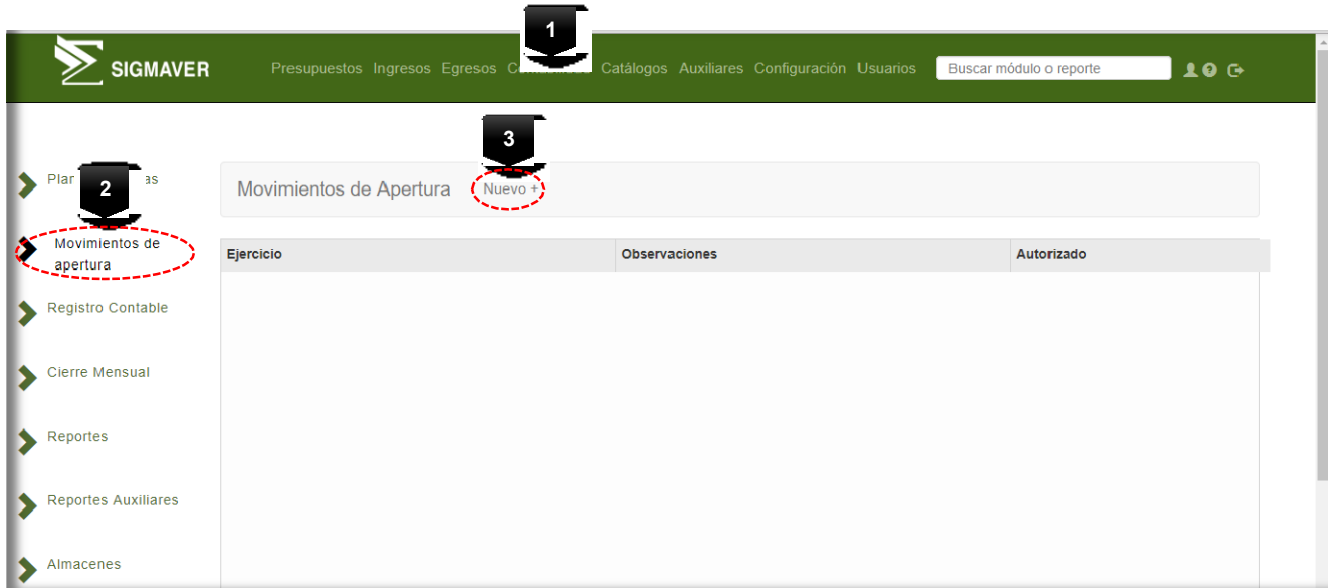 1
SIGMAVER
Presupuestos Ingresos Egresos Catálogos Auxiliares Configuración Usuarios
Buscar módulo o reporte
3
2
Movimientos de Apertura Nuevo +
Movimientos de
apertura
Ejercicio Observaciones Autorizado
Registro Contable
Cierre Mensual
Reportes
Reportes Auxiliares
Almacenes